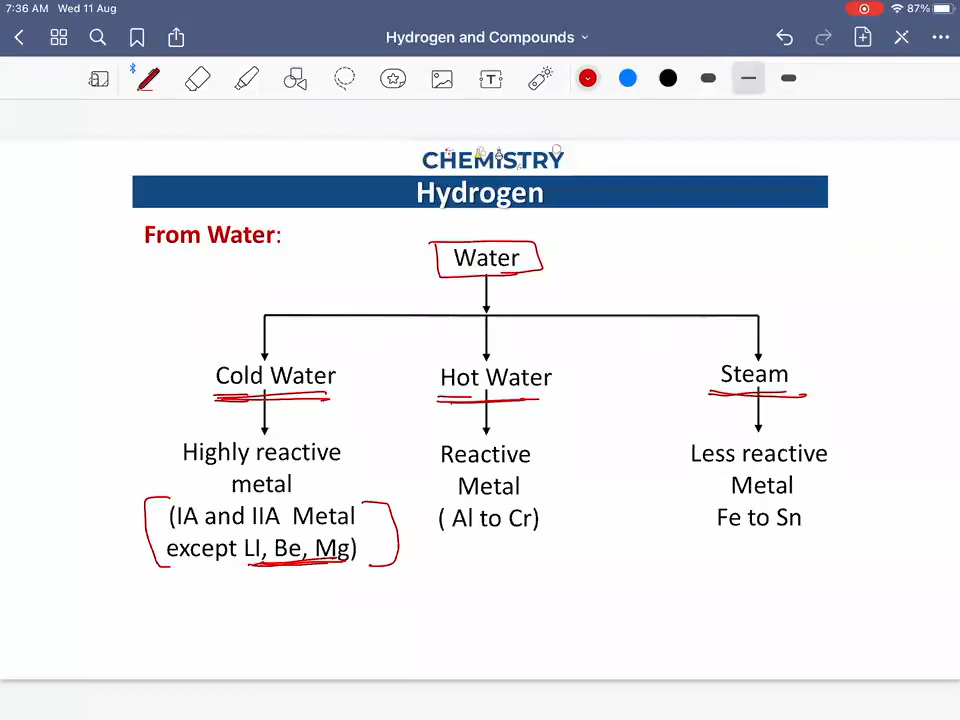 7:36 AM Wed 11 Aug
87%
Hydrogen and Compounds
T
CHEMISTRY
Hydrogen
From Water:
Water
Cold Water
Hot Water
Steam
Highly reactive
metal
(IA and IIA Metal
except LI, Be, Mg)
Reactive
Metal
( Al to Cr)
Less reactive
Metal
Fe to Sn